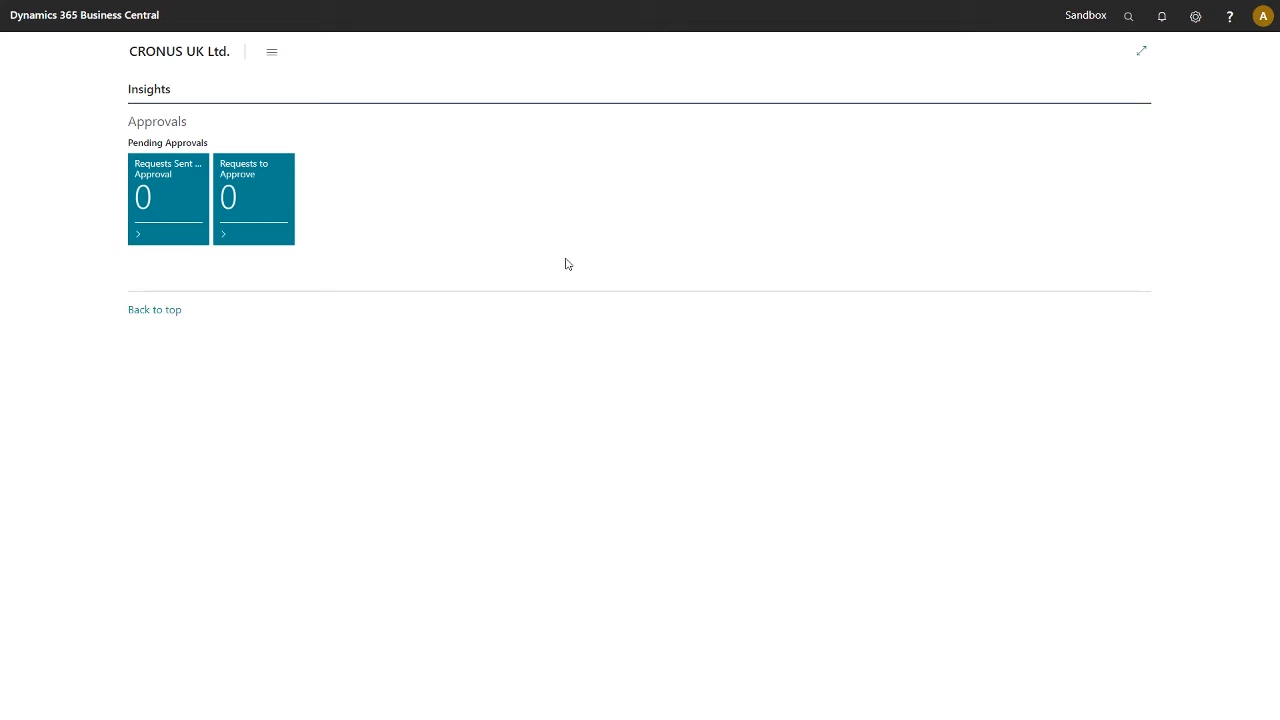 Dynamics 365 Business Central
Sandbox
?
A
CRONUS UK Ltd.
Insights
Approvals
Pending Approvals
Requests Sent ...
Approval
0
Requests to
Approve
0
Back to top